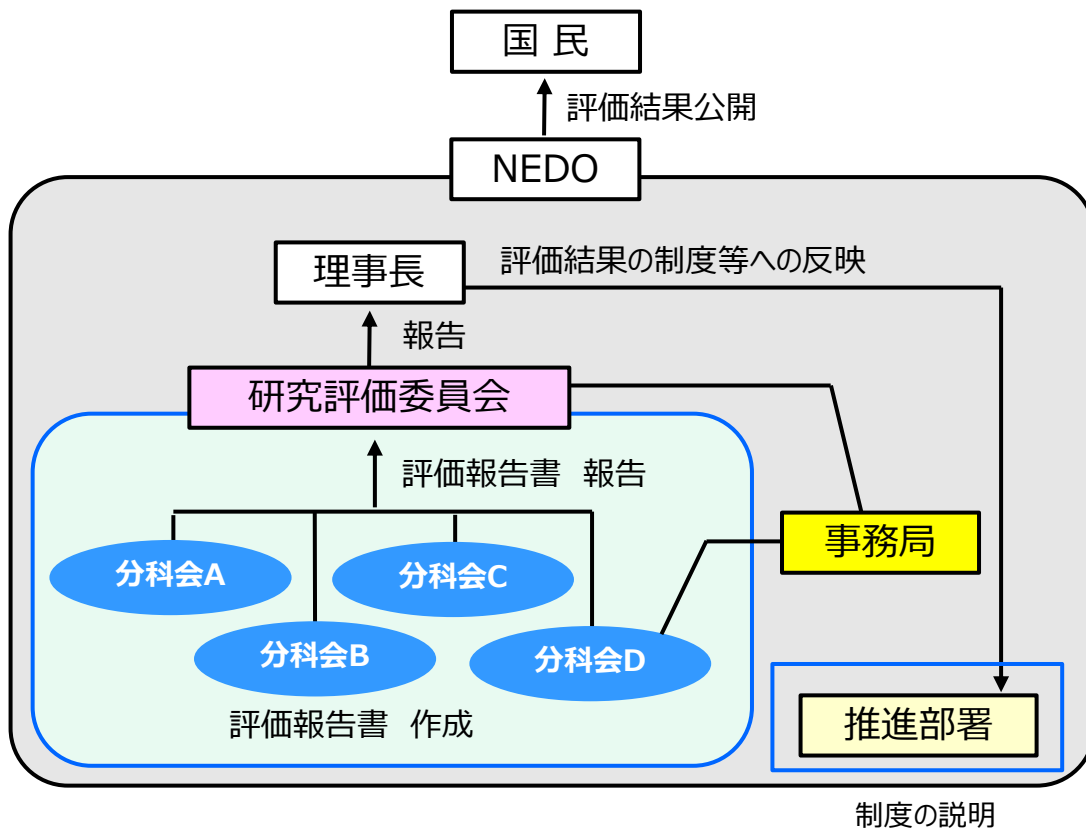 国 民
評価結果公開
NEDO
理事長
評価結果の制度等への反映
報告
研究評価委員会
評価報告書 報告
事務局
分科会A
分科会C
分科会B
分科会D
評価報告書 作成
推進部署
制度の説明